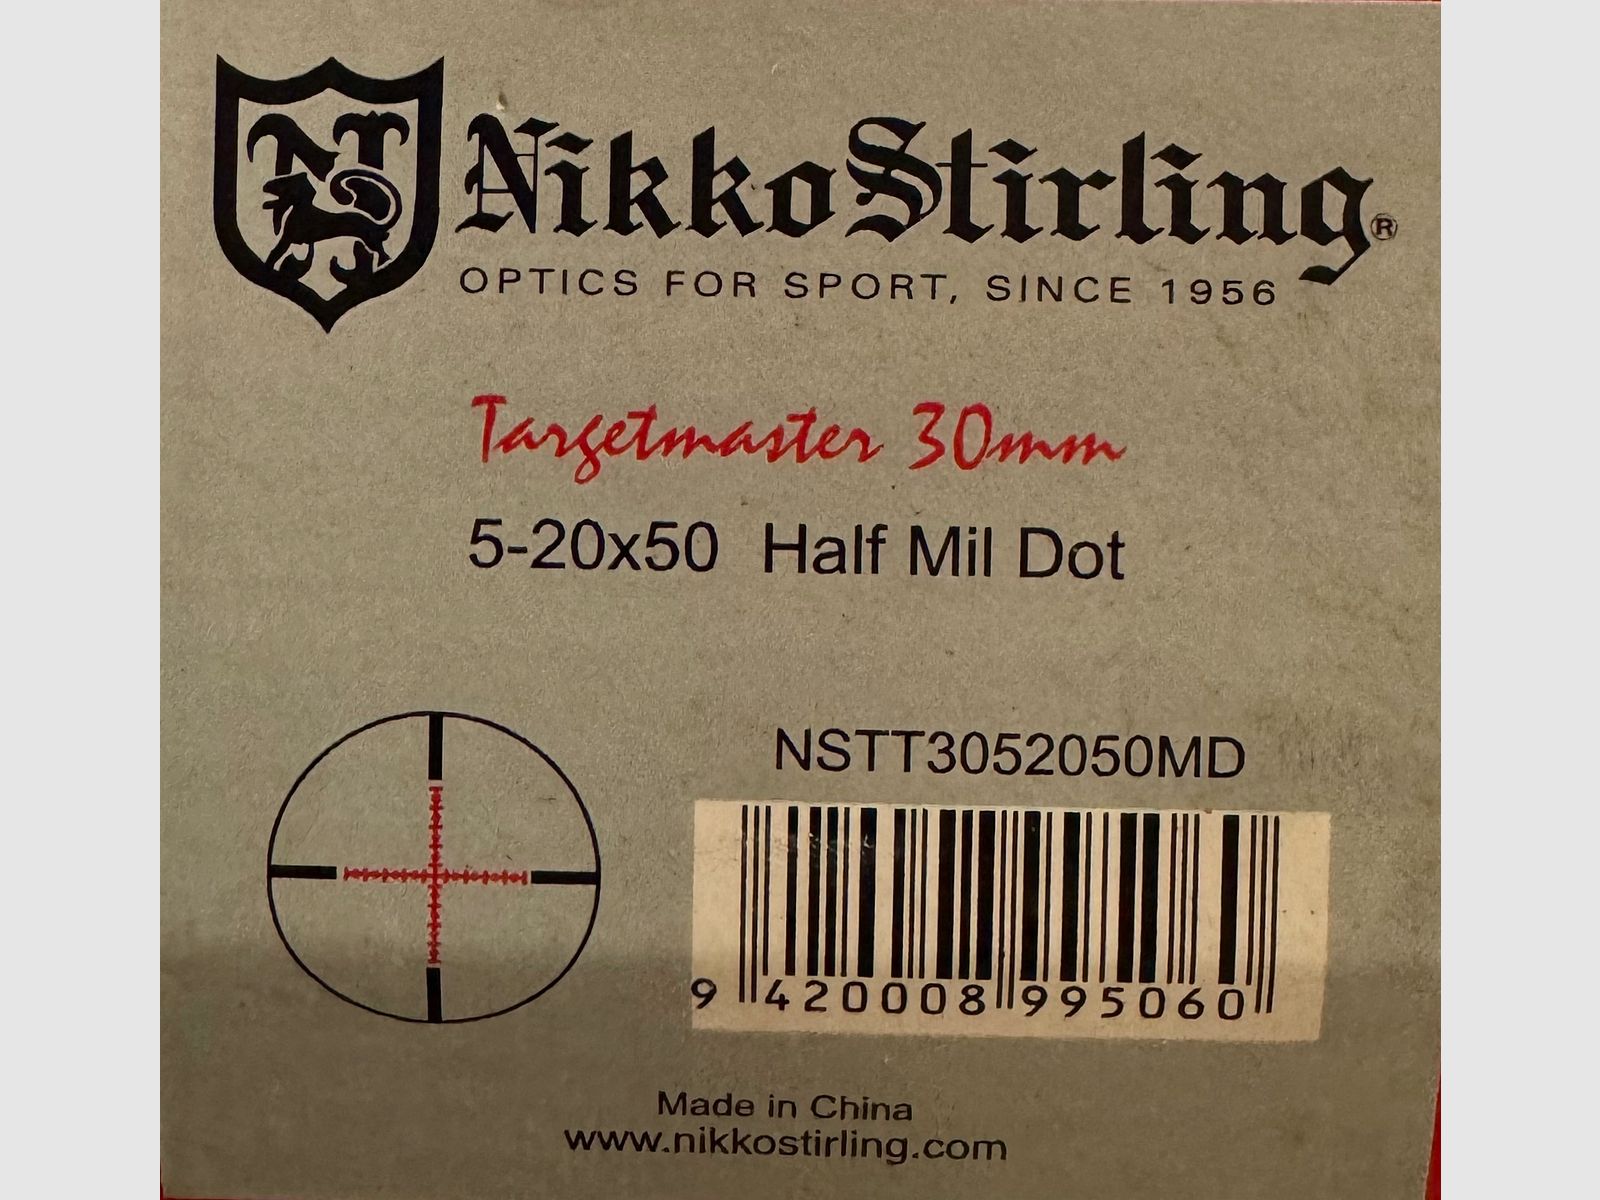 NikkoStirling®
OPTICS FOR SPORT, SINCE 1956
Targetmaster 30mm
5-20x50 Half Mil Dot
NSTT3052050MD
9 420008 995060
Made in China
www.nikkostirling.com